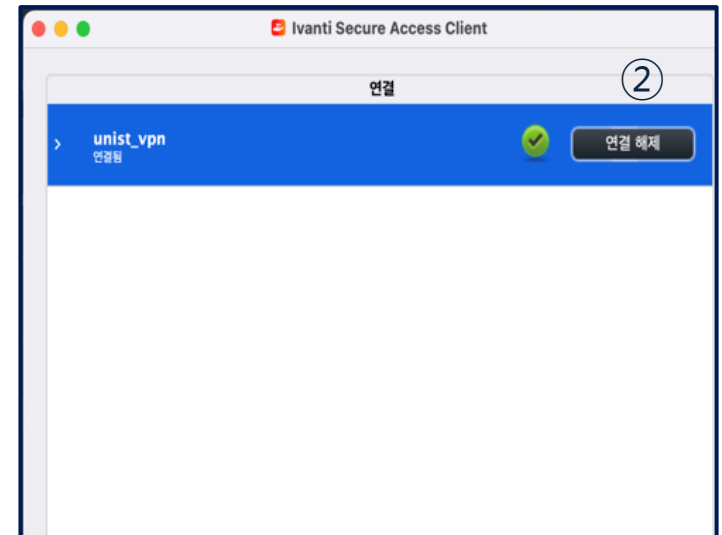 Ivanti Secure Access Client
연결
②
unist_vpn
연결됨
연결 해제